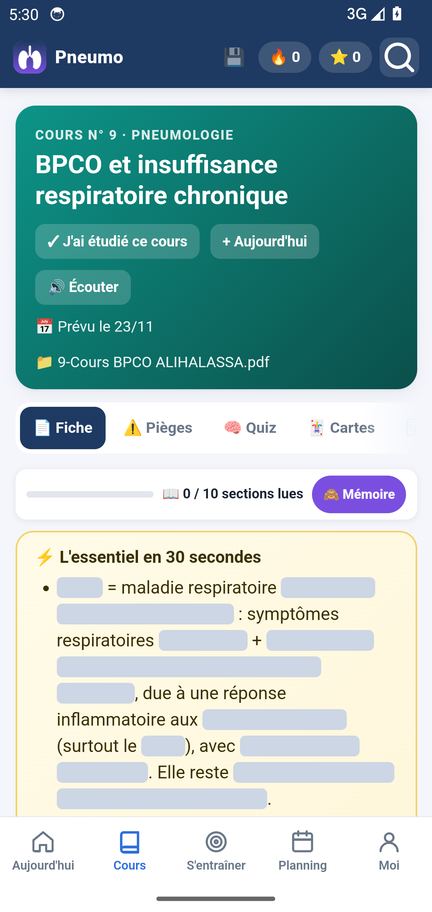 5:30
3G
Pneumo
💾
🔥 0
⭐ 0
COURS N° 9 · PNEUMOLOGIE
BPCO et insuffisance
respiratoire chronique
✓ J'ai étudié ce cours
+ Aujourd'hui
🔊 Écouter
📅 Prévu le 23/11
📁 9-Cours BPCO ALIHALASSA.pdf
📄 Fiche
⚠️ Pièges
🧠 Quiz
🃏 Cartes
📖 0 / 10 sections lues
🙈 Mémoire
⚡ L'essentiel en 30 secondes
• = maladie respiratoire
: symptômes
respiratoires +
, due à une réponse
inflammatoire aux
(surtout le ), avec
. Elle reste
.
Aujourd'hui
Cours
S'entraîner
Planning
Moi